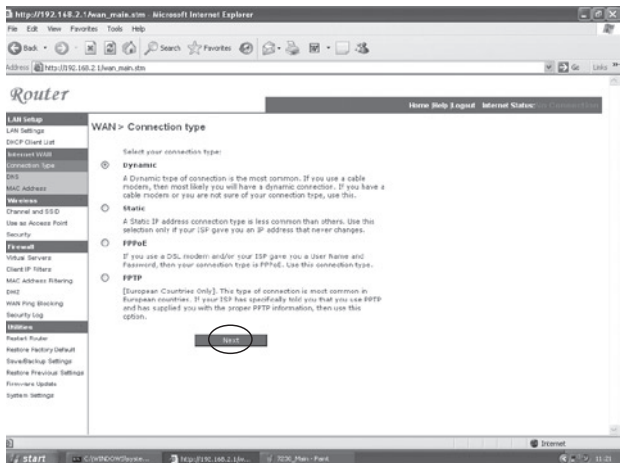 http://192.168.2.1/wan_main.stm - Microsoft Internet Explorer
File Edit View Favorites Tools Help
Back Search Favorites
Address http://192.168.2.1/wan_main.stm Go Links
Router
Home |Help |Logout Internet Status:
LAN Setup
LAN Settings
DHCP Client List
Internet WAN
Connection Type
DNS
MAC Address
Wireless
Channel and SSID
Use as Access Point
Security
Firewall
Virtual Servers
Client IP Filters
MAC Address Filtering
DMZ
WAN Ping Blocking
Security Log
Utilities
Restart Router
Restore Factory Default
Save/Backup Settings
Restore Previous Settings
Firmware Update
System Settings
WAN > Connection type
Select your connection type:
Dynamic
A Dynamic type of connection is the most common. If you use a cable
modem, then most likely you will have a dynamic connection. If you have a
cable modem or you are not sure of your connection type, use this.
Static
A Static IP address connection type is less common than others. Use this
selection only if your ISP gave you an IP address that never changes.
PPPoE
If you use a DSL modem and/or your ISP gave you a User Name and
Password, then your connection type is PPPoE. Use this connection type.
PPTP
[European Countries Only]. This type of connection is most common in
European countries. If your ISP has specifically told you that you use PPTP
and has supplied you with the proper PPTP information, then use this
option.
Next
Internet
start C:\WINDOWS\system... http://192.168.2.1/w... 7230_Main - Paint 11:21